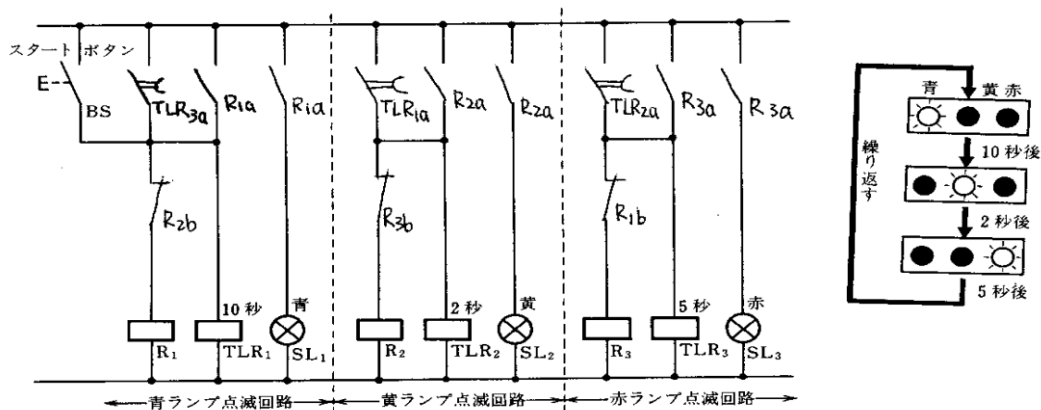 スタートボタン
E
BS
TLR3a
R1a
R1a
TLR1a
R2a
R2a
TLR2a
R3a
R3a
R2b
R3b
R1b
10秒
青
2秒
黄
5秒
赤
R1
TLR1
SL1
R2
TLR2
SL2
R3
TLR3
SL3
青ランプ点滅回路
黄ランプ点滅回路
赤ランプ点滅回路
青
黄赤
10秒後
2秒後
5秒後
繰り返す